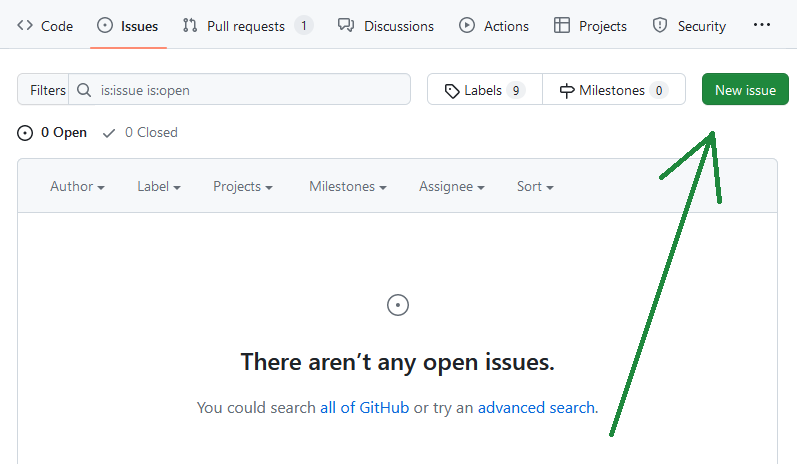 Code Issues Pull requests 1 Discussions Actions Projects Security ...
Filters is:issue is:open Labels 9 Milestones 0 New issue
0 Open 0 Closed
Author Label Projects Milestones Assignee Sort
There aren’t any open issues.
You could search all of GitHub or try an advanced search.